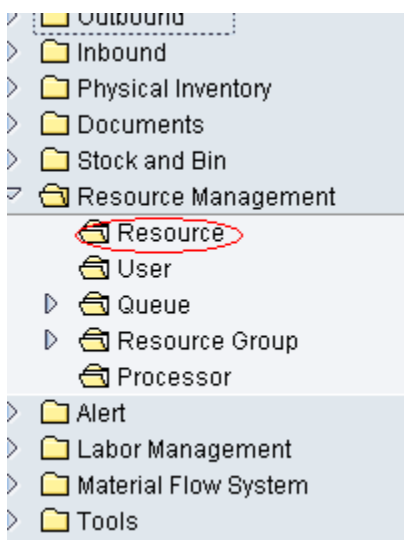 Outbound
Inbound
Physical Inventory
Documents
Stock and Bin
Resource Management
Resource
User
Queue
Resource Group
Processor
Alert
Labor Management
Material Flow System
Tools